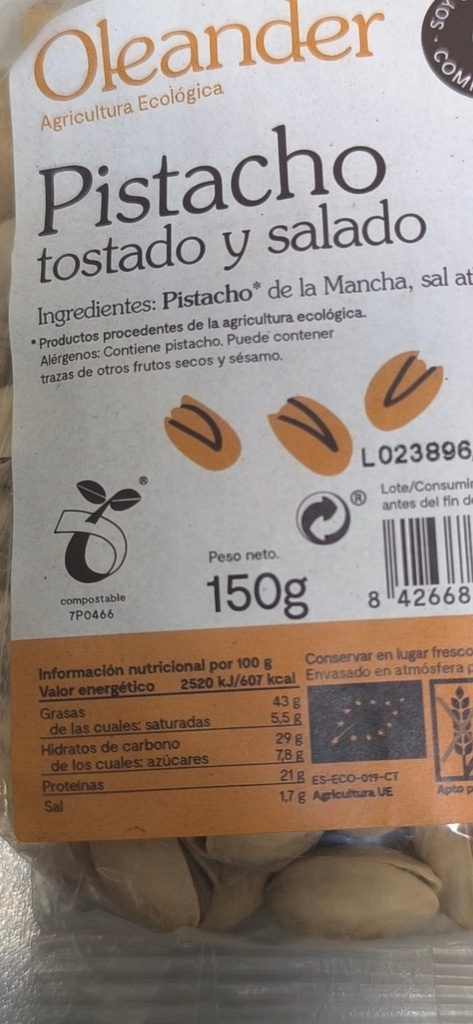 SOY
COM
Oleander
Agricultura Ecológica
Pistacho
tostado y salado
Ingredientes: Pistacho* de la Mancha, sal at
* Productos procedentes de la agricultura ecológica.
Alérgenos: Contiene pistacho. Puede contener
trazas de otros frutos secos y sésamo.
L023896
Lote/Consumir
antes del fin de
®
®
compostable
7P0466
Peso neto.
150g
8 42668
Información nutricional por 100 g
Valor energético 2520 kJ/607 kcal
Grasas 43 g
de las cuales: saturadas 5,5 g
Hidratos de carbono 29 g
de los cuales: azúcares 7,8 g
Proteínas 21 g
Sal 1,7 g
Conservar en lugar fresco
Envasado en atmósfera p
ES-ECO-019-CT
Agricultura UE
Apto p